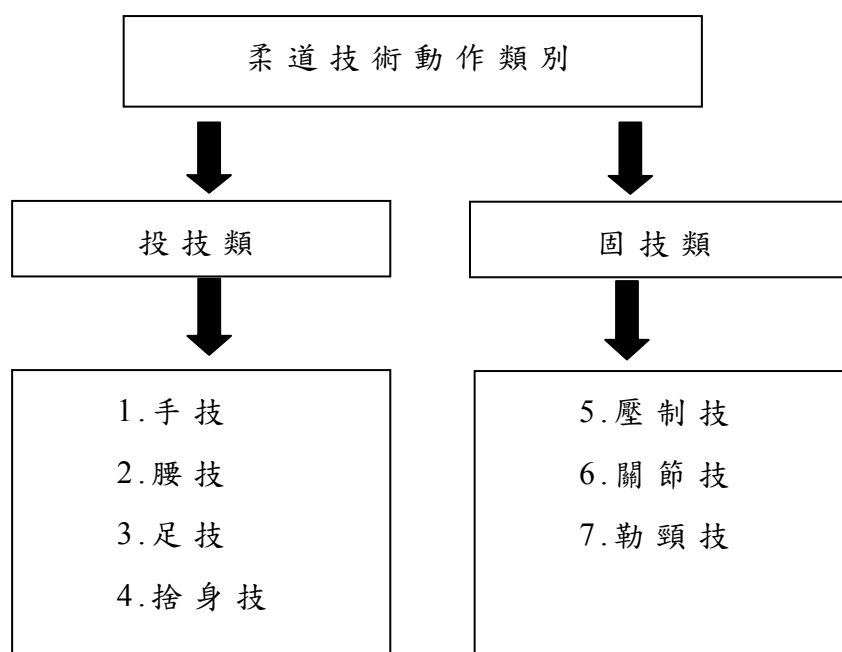 柔道技術動作類別
投技類
固技類
1.手技
2.腰技
3.足技
4.捨身技
5.壓制技
6.關節技
7.勒頸技